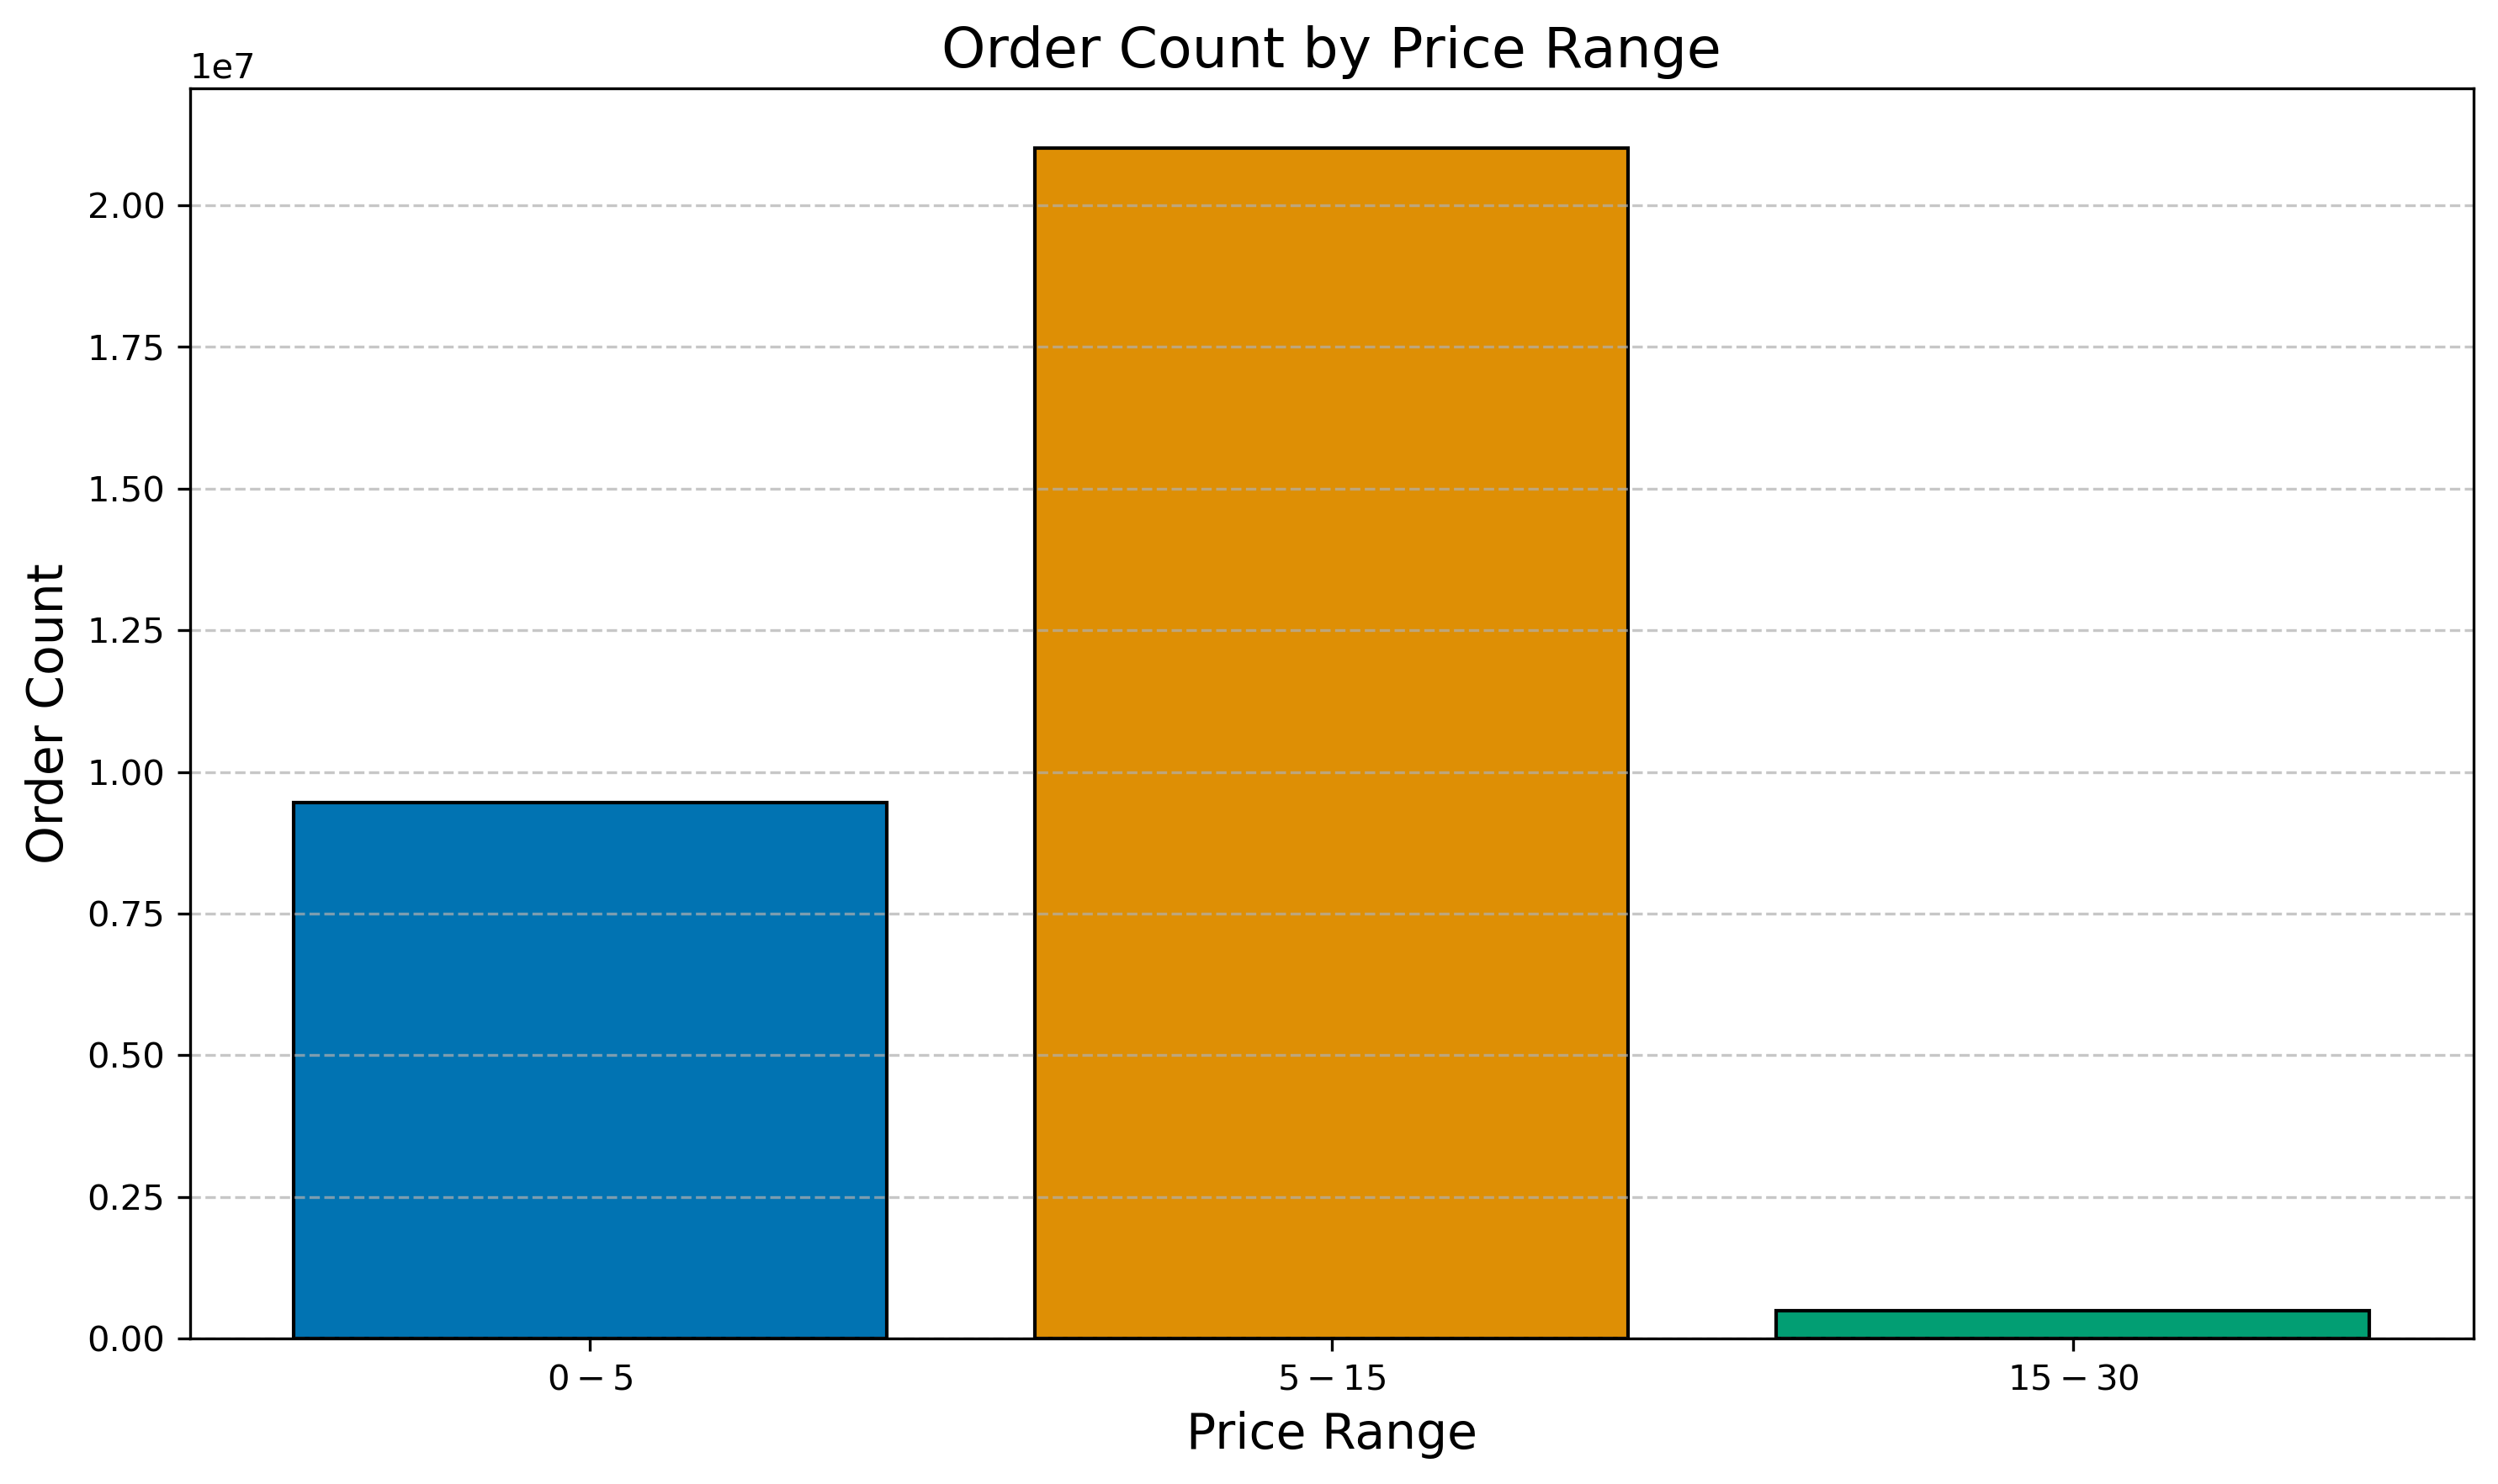 Order Count by Price Range
1e7
2.00
1.75
1.50
1.25
1.00
0.75
0.50
0.25
0.00
Order Count
0 − 5
5 − 15
15 − 30
Price Range